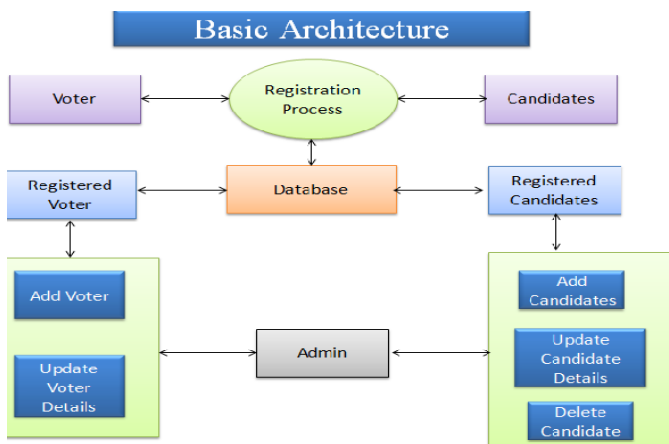 Basic Architecture
Voter
Registration
Process
Candidates
Registered
Voter
Database
Registered
Candidates
Add Voter
Update
Voter
Details
Admin
Add
Candidates
Update
Candidate
Details
Delete
Candidate